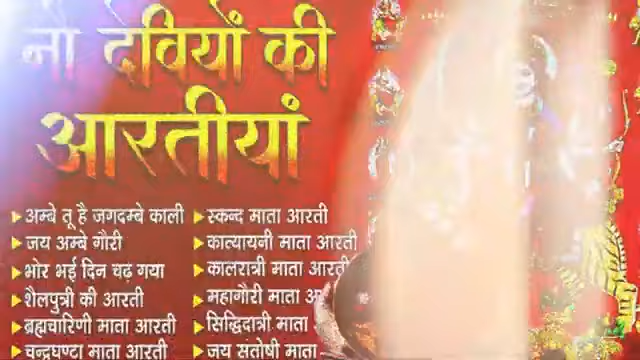 नौ देवियों की
आरतीयां
अम्बे तू है जगदम्बे काली
जय अम्बे गौरी
भोर भई दिन चढ़ गया
शैलपुत्री की आरती
ब्रह्मचारिणी माता आरती
चन्द्रघण्टा माता आरती
स्कन्द माता आरती
कात्यायनी माता आरती
कालरात्री माता आरती
महागौरी माता
सिद्धिदात्री माता
जय संतोषी माता